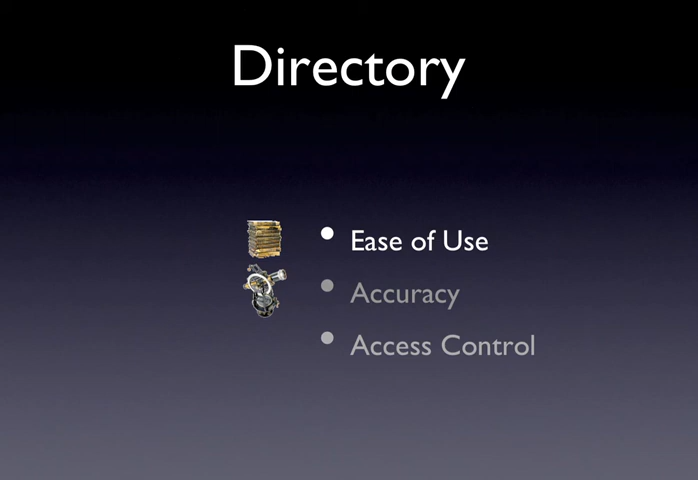 Directory
• Ease of Use
• Accuracy
• Access Control